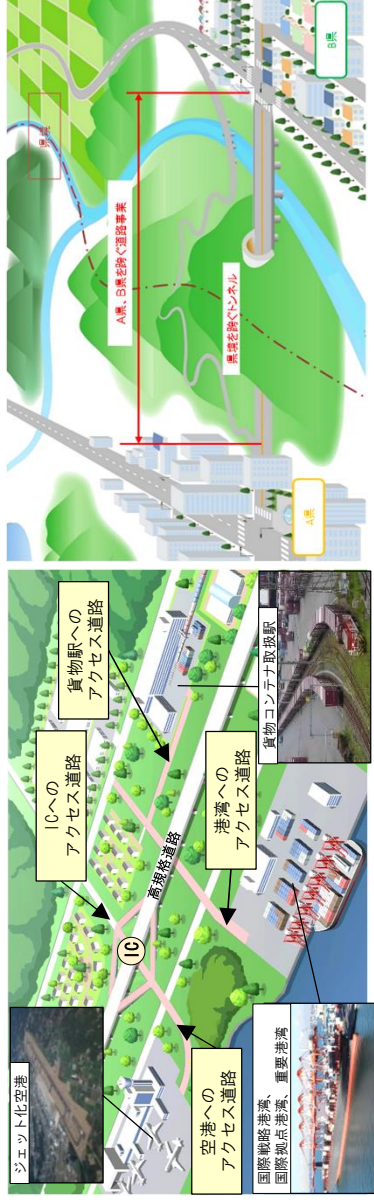 ジェット化空港
ICへの
アクセス道路
貨物駅への
アクセス道路
IC
高規格道路
空港への
アクセス道路
港湾への
アクセス道路
国際戦略港湾、
国際拠点港湾、重要港湾
貨物コンテナ取扱駅
県境
A県、B県を跨ぐ道路事業
県境を跨ぐトンネル
A県
B県